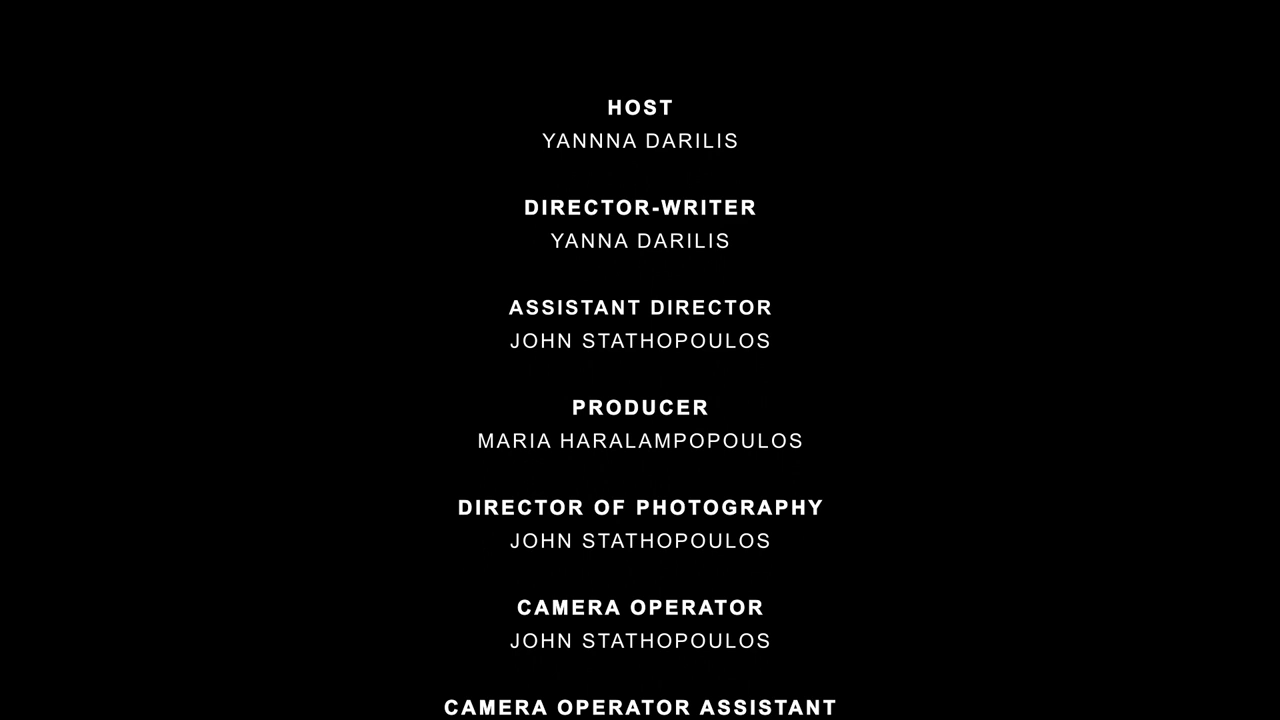 HOST
YANNNA DARILIS
DIRECTOR-WRITER
YANNA DARILIS
ASSISTANT DIRECTOR
JOHN STATHOPOULOS
PRODUCER
MARIA HARALAMPOPOULOS
DIRECTOR OF PHOTOGRAPHY
JOHN STATHOPOULOS
CAMERA OPERATOR
JOHN STATHOPOULOS
CAMERA OPERATOR ASSISTANT